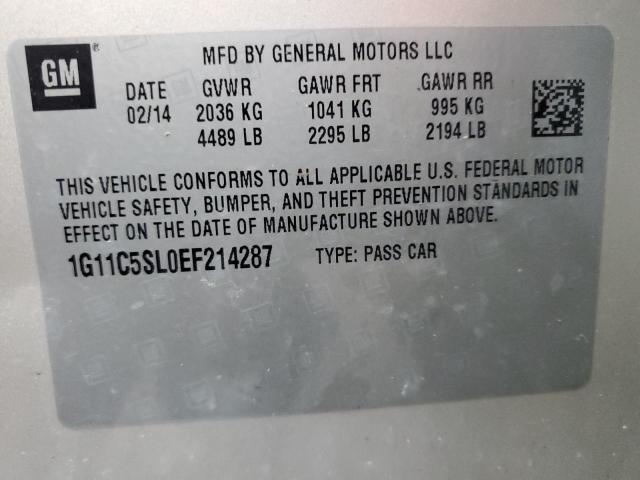 GM
MFD BY GENERAL MOTORS LLC
DATE GVWR GAWR FRT GAWR RR
02/14 2036 KG 1041 KG 995 KG
4489 LB 2295 LB 2194 LB
THIS VEHICLE CONFORMS TO ALL APPLICABLE U.S. FEDERAL MOTOR
VEHICLE SAFETY, BUMPER, AND THEFT PREVENTION STANDARDS IN
EFFECT ON THE DATE OF MANUFACTURE SHOWN ABOVE.
1G11C5SL0EF214287 TYPE: PASS CAR